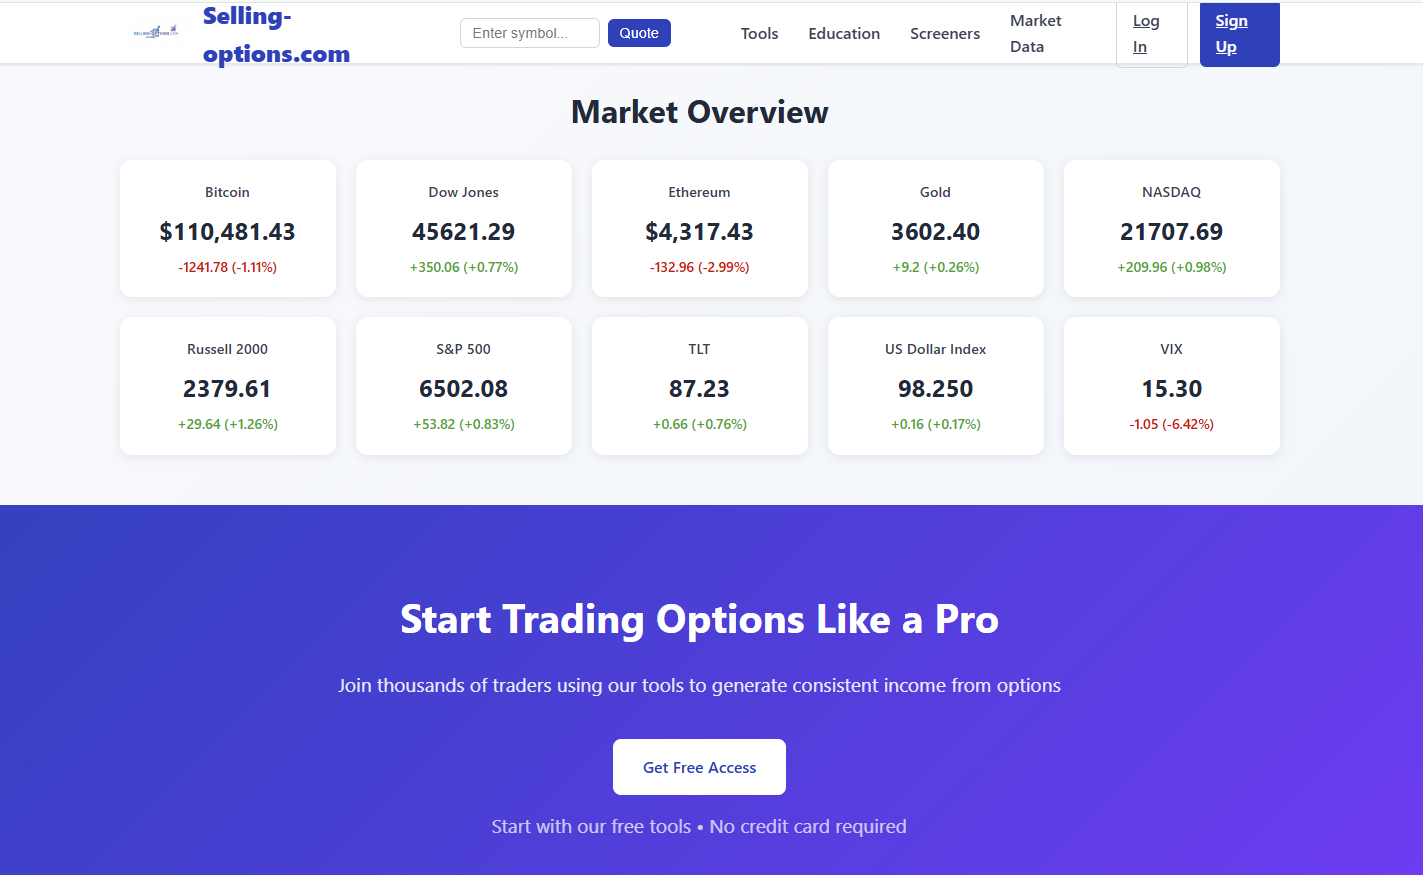 SELLING-OPTIONS.COM
Selling-
options.com
Enter symbol...
Quote
Tools
Education
Screeners
Market
Data
Log
In
Sign
Up
Market Overview
Bitcoin
$110,481.43
-1241.78 (-1.11%)
Dow Jones
45621.29
+350.06 (+0.77%)
Ethereum
$4,317.43
-132.96 (-2.99%)
Gold
3602.40
+9.2 (+0.26%)
NASDAQ
21707.69
+209.96 (+0.98%)
Russell 2000
2379.61
+29.64 (+1.26%)
S&P 500
6502.08
+53.82 (+0.83%)
TLT
87.23
+0.66 (+0.76%)
US Dollar Index
98.250
+0.16 (+0.17%)
VIX
15.30
-1.05 (-6.42%)
Start Trading Options Like a Pro
Join thousands of traders using our tools to generate consistent income from options
Get Free Access
Start with our free tools • No credit card required